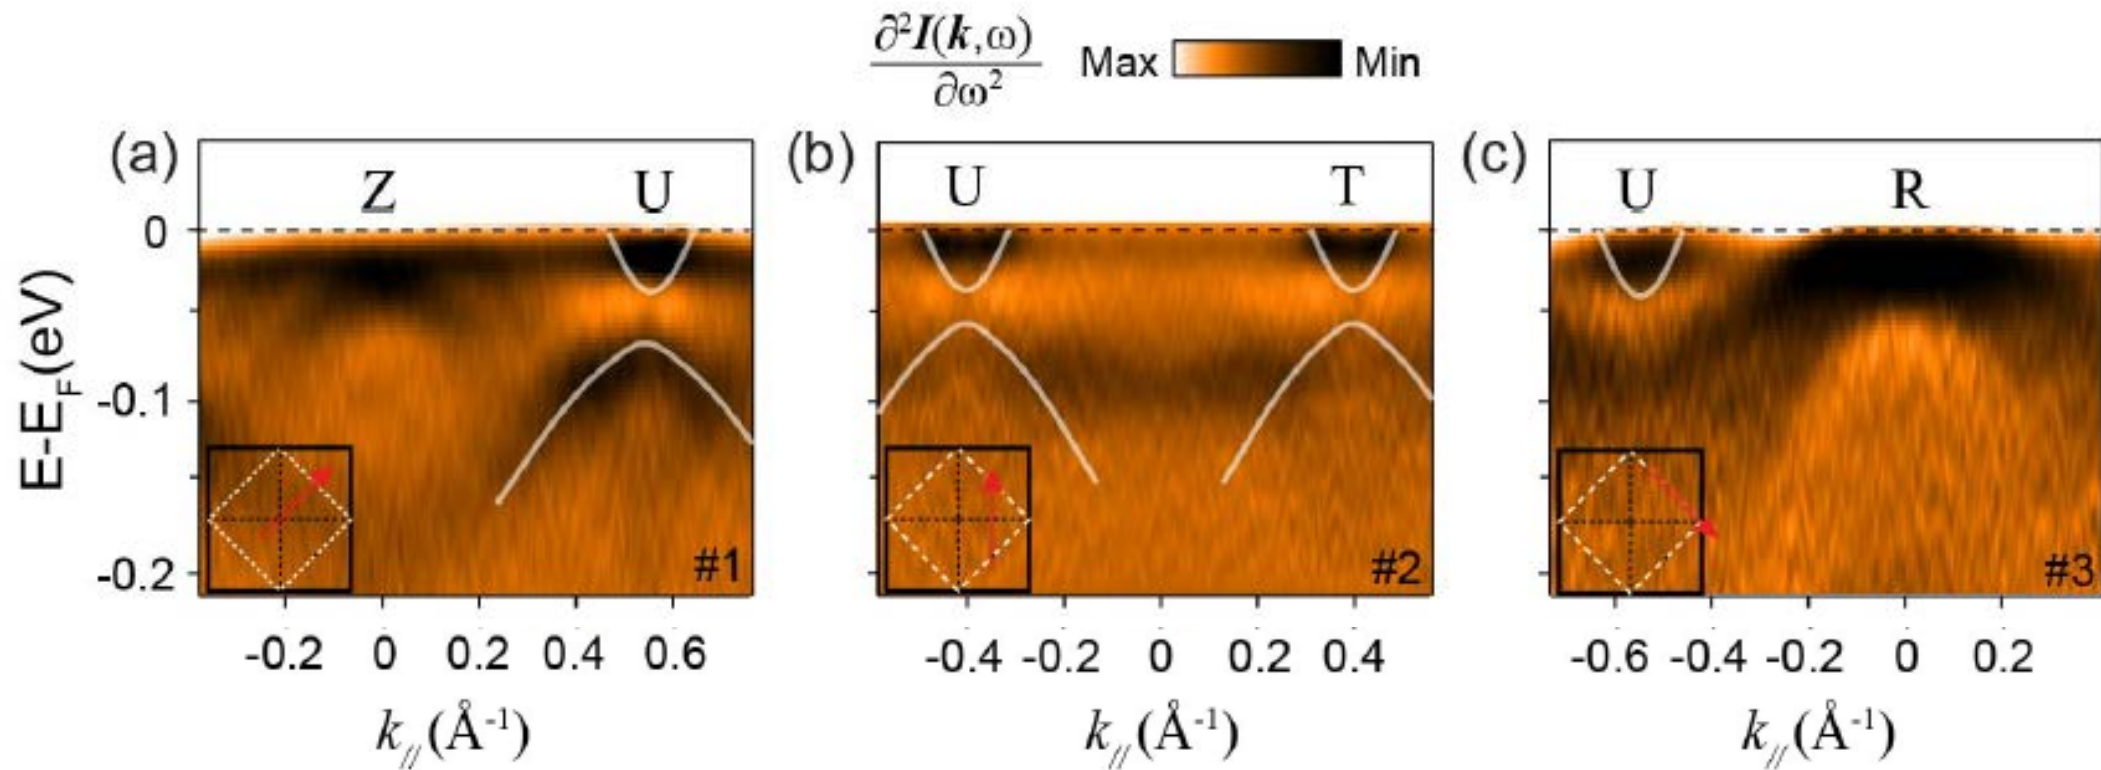 ∂²I(k,ω)
∂ω²
Max Min
(a) Z U
(b) U T
(c) U R
E-E_F(eV)
0
-0.1
-0.2
#1
#2
#3
-0.2 0 0.2 0.4 0.6
-0.4 -0.2 0 0.2 0.4
-0.6 -0.4 -0.2 0 0.2
k_//(Å⁻¹)
k_//(Å⁻¹)
k_//(Å⁻¹)